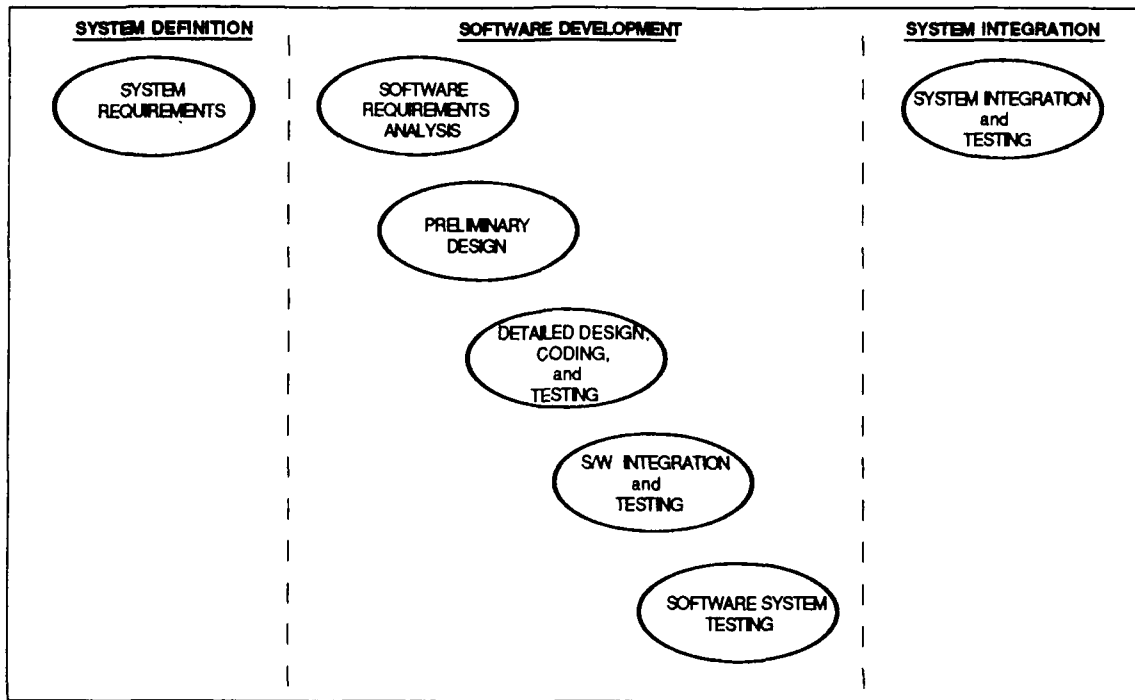 SYSTEM DEFINITION
SOFTWARE DEVELOPMENT
SYSTEM INTEGRATION
SYSTEM
REQUIREMENTS
SOFTWARE
REQUIREMENTS
ANALYSIS
SYSTEM INTEGRATION
and
TESTING
PRELIMINARY
DESIGN
DETAILED DESIGN,
CODING,
and
TESTING
S/W INTEGRATION
and
TESTING
SOFTWARE SYSTEM
TESTING